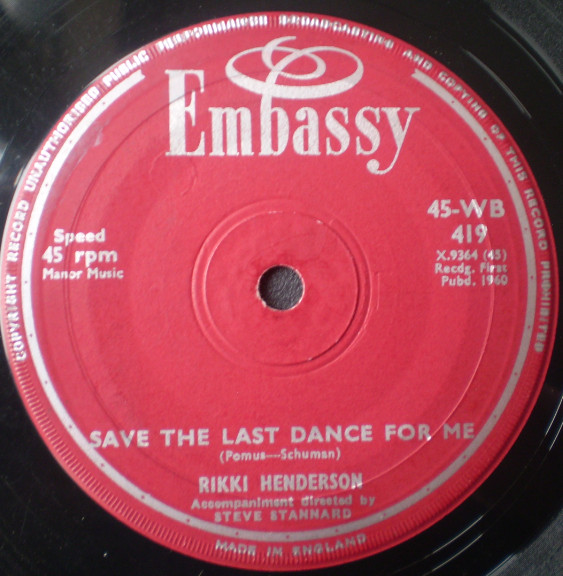 COPYRIGHT RECORD UNAUTHORISED PUBLIC PERFORMANCE BROADCASTING AND COPYING OF THIS RECORD PROHIBITED
Embassy
45-WB
419
X.9364 (45)
Recdg. First
Pubd. 1960
Speed
45 rpm
Manor Music
SAVE THE LAST DANCE FOR ME
(Pomus—Schuman)
RIKKI HENDERSON
Accompaniment directed by
STEVE STANNARD
MADE IN ENGLAND